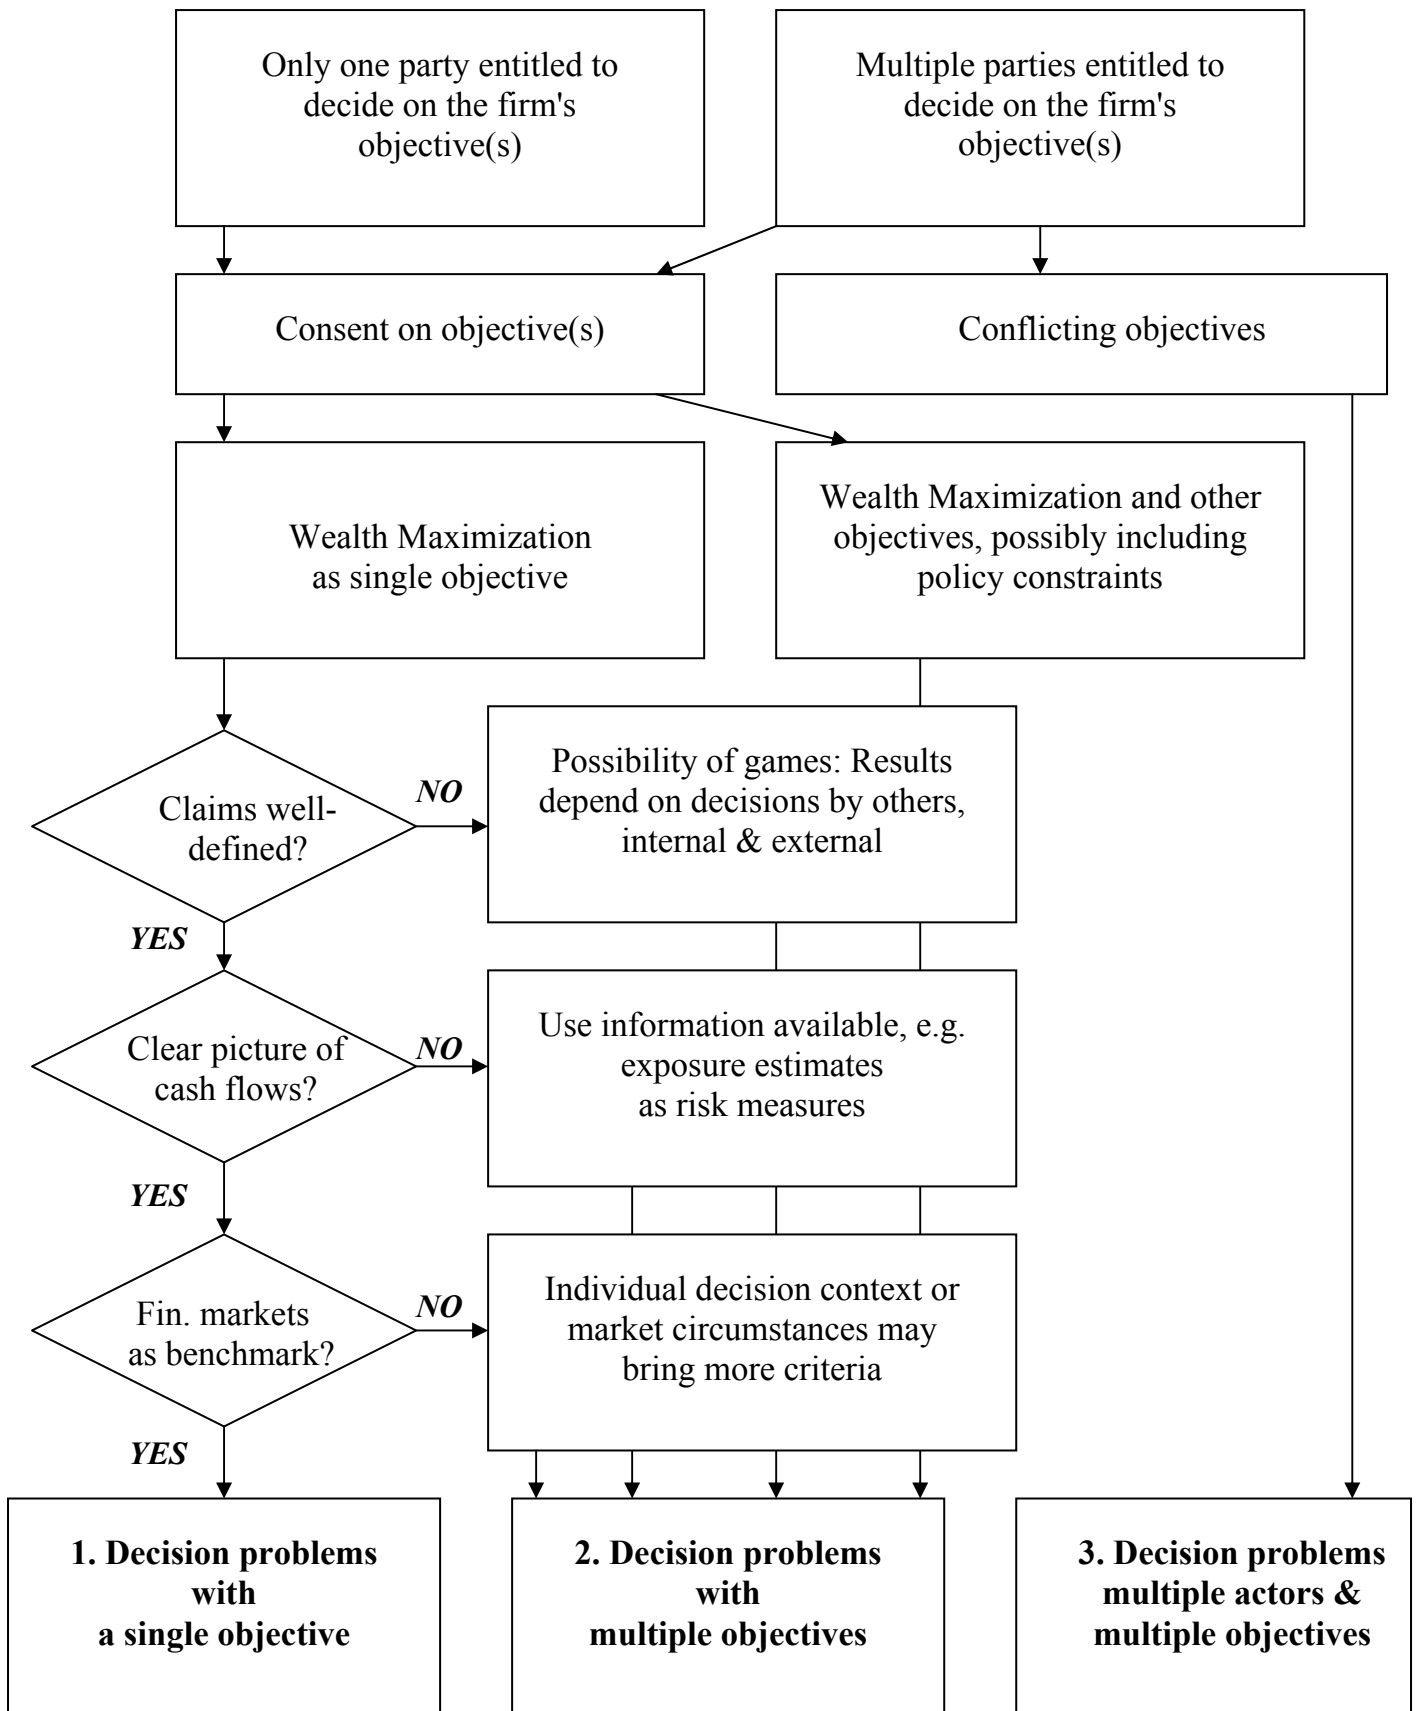 Only one party entitled to
decide on the firm's
objective(s)
Multiple parties entitled to
decide on the firm's
objective(s)
Consent on objective(s)
Conflicting objectives
Wealth Maximization
as single objective
Wealth Maximization and other
objectives, possibly including
policy constraints
Claims well-
defined?
NO
Possibility of games: Results
depend on decisions by others,
internal & external
YES
Clear picture of
cash flows?
NO
Use information available, e.g.
exposure estimates
as risk measures
YES
Fin. markets
as benchmark?
NO
Individual decision context or
market circumstances may
bring more criteria
YES
1. Decision problems
with
a single objective
2. Decision problems
with
multiple objectives
3. Decision problems
multiple actors &
multiple objectives